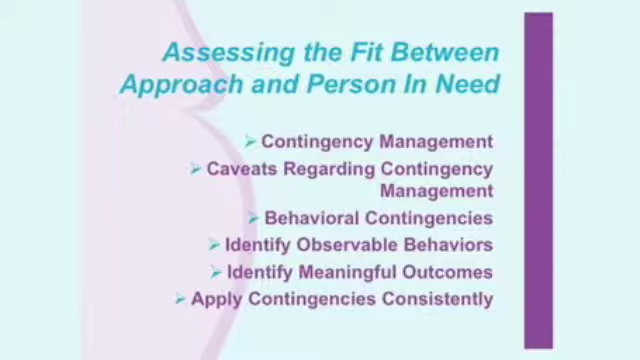 Assessing the Fit Between
Approach and Person In Need
➢ Contingency Management
➢ Caveats Regarding Contingency
Management
➢ Behavioral Contingencies
➢ Identify Observable Behaviors
➢ Identify Meaningful Outcomes
➢ Apply Contingencies Consistently